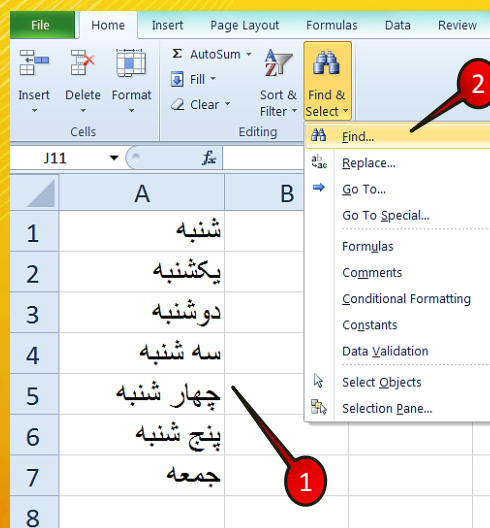 File Home Insert Page Layout Formulas Data Review
Σ AutoSum
Fill
Clear
Insert Delete Format
Sort & Filter
Find & Select
Cells Editing
2
J11 fx
Find...
Replace...
Go To...
Go To Special...
Formulas
Comments
Conditional Formatting
Constants
Data Validation
Select Objects
Selection Pane...
A B
1 شنبه
2 یکشنبه
3 دوشنبه
4 سه شنبه
5 چهار شنبه
6 پنج شنبه
7 جمعه
8
1